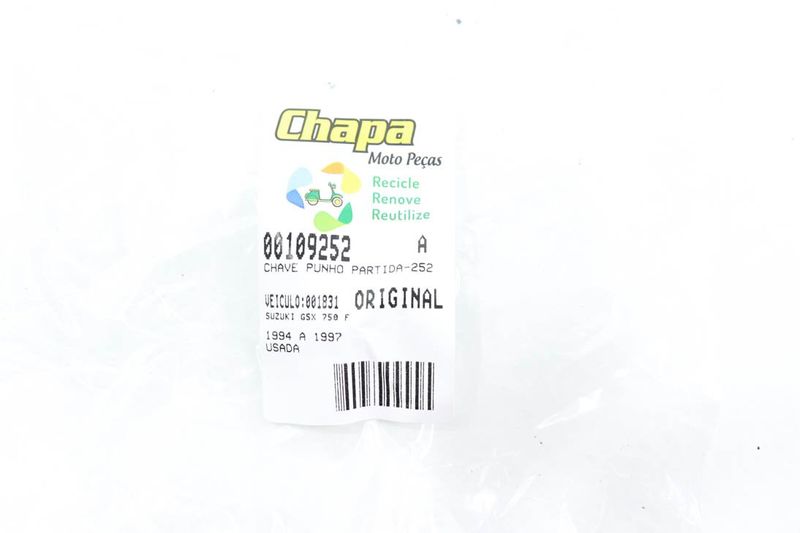 Chapa
Moto Peças
Recicle
Renove
Reutilize
00109252 A
CHAVE PUNHO PARTIDA-252
VEICULO:001831 ORIGINAL
SUZUKI GSX 750 F
1994 A 1997
USADA